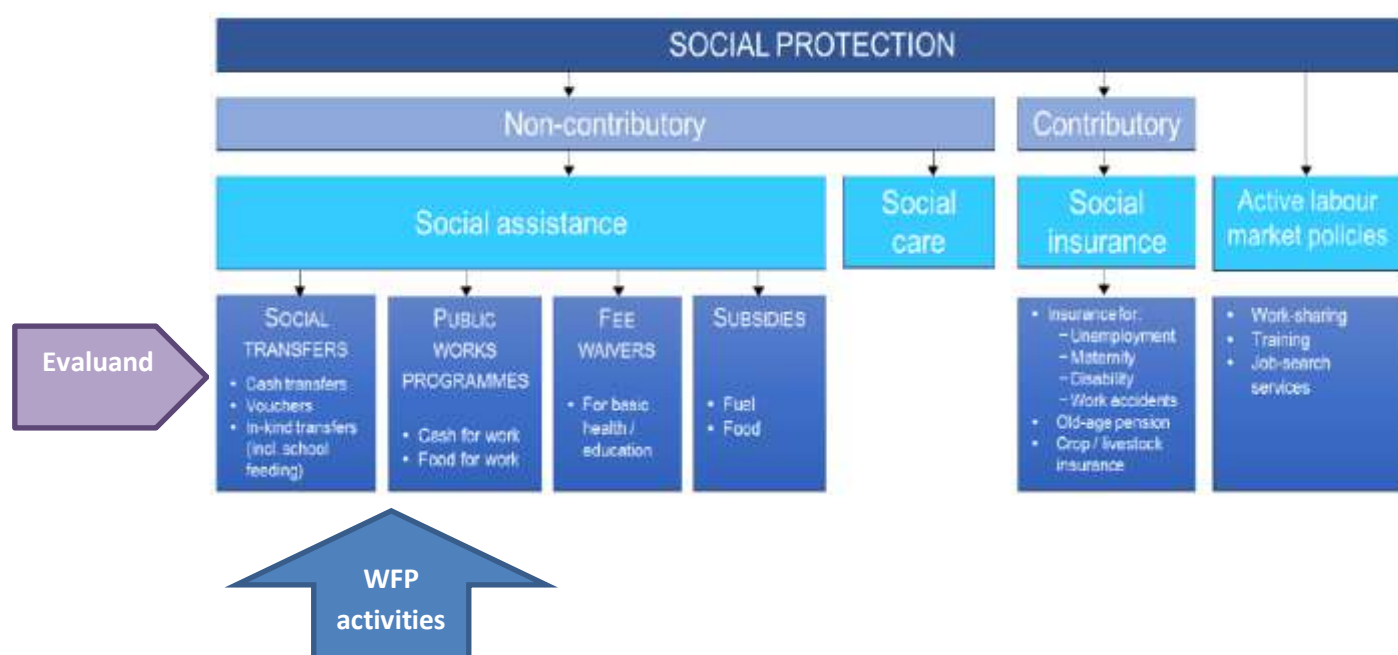 SOCIAL PROTECTION
Non-contributory
Contributory
Social assistance
Social
care
Social
insurance
Active labour
market policies
Evaluand
SOCIAL
TRANSFERS
• Cash transfers
• Vouchers
• In-kind transfers
(incl. school
feeding)
PUBLIC
WORKS
PROGRAMMES
• Cash for work
• Food for work
FEE
WAIVERS
• For basic
health /
education
SUBSIDIES
• Fuel
• Food
• Insurance for:
– Unemployment
– Maternity
– Disability
– Work accidents
• Old-age pension
• Crop / livestock
insurance
• Work-sharing
• Training
• Job-search
services
WFP
activities